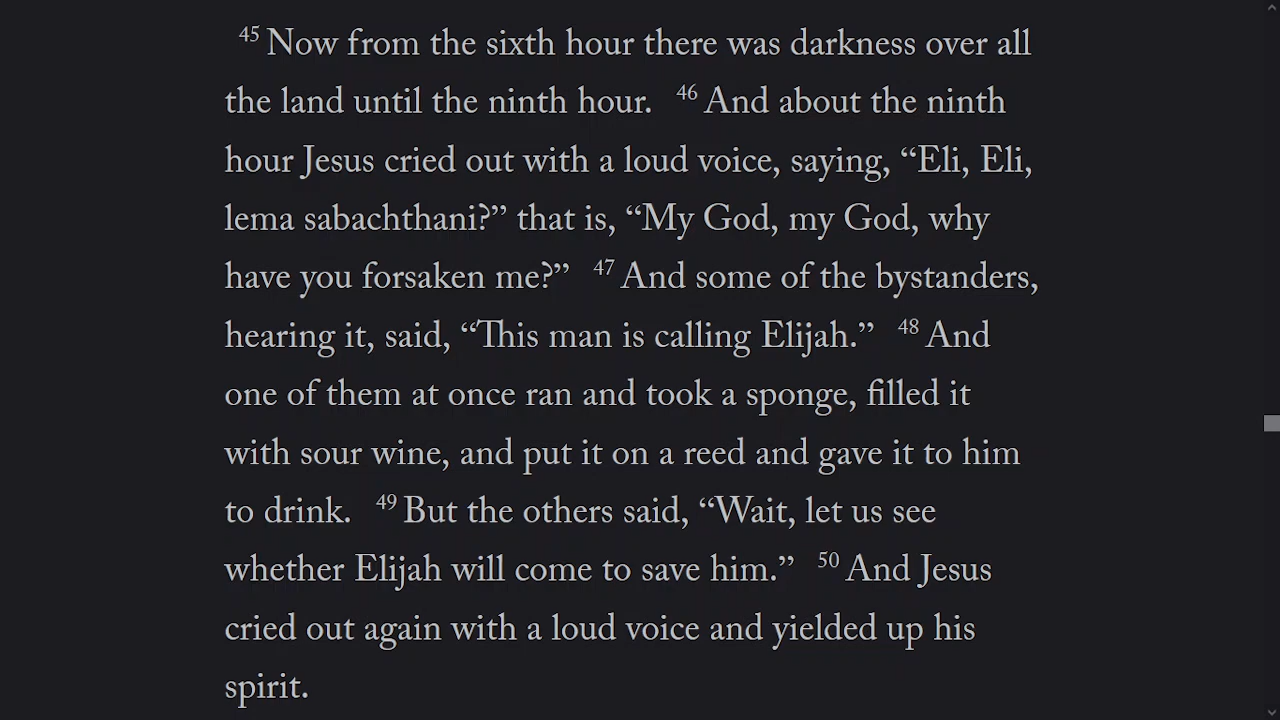 45 Now from the sixth hour there was darkness over all
the land until the ninth hour. 46 And about the ninth
hour Jesus cried out with a loud voice, saying, “Eli, Eli,
lema sabachthani?” that is, “My God, my God, why
have you forsaken me?” 47 And some of the bystanders,
hearing it, said, “This man is calling Elijah.” 48 And
one of them at once ran and took a sponge, filled it
with sour wine, and put it on a reed and gave it to him
to drink. 49 But the others said, “Wait, let us see
whether Elijah will come to save him.” 50 And Jesus
cried out again with a loud voice and yielded up his
spirit.